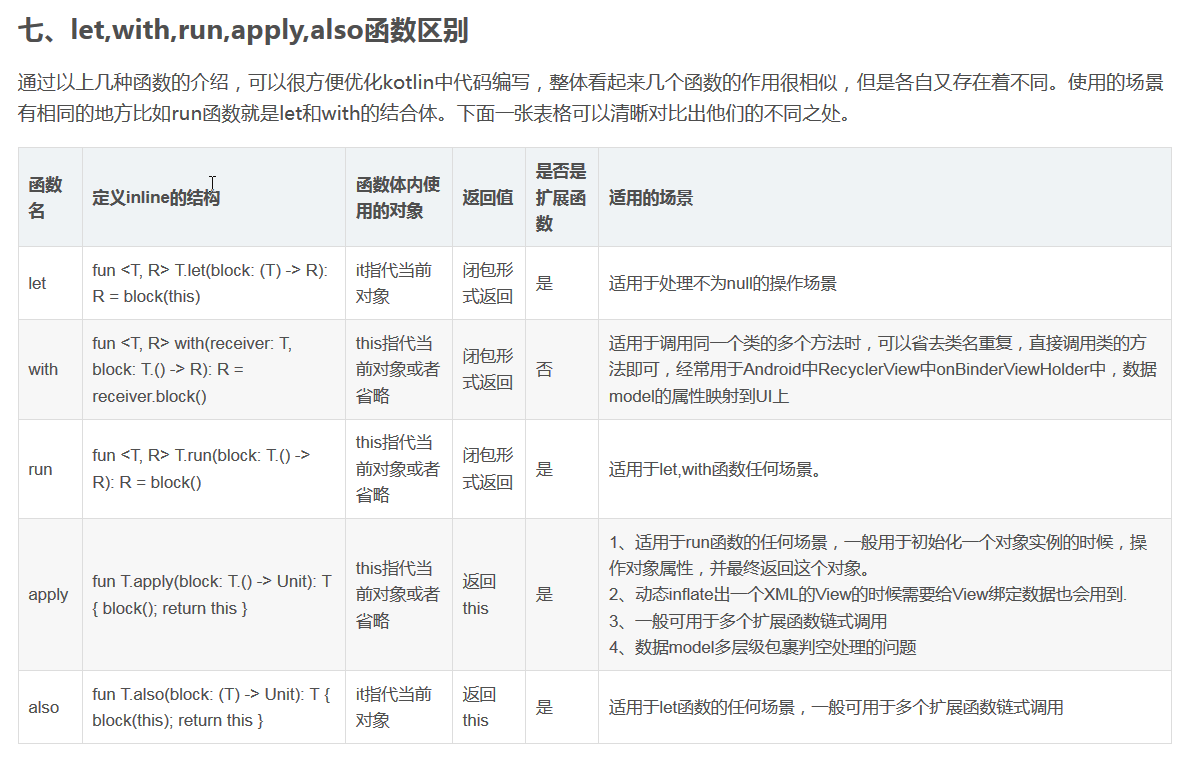 七、let,with,run,apply,also函数区别
通过以上几种函数的介绍，可以很方便优化kotlin中代码编写，整体看起来几个函数的作用很相似，但是各自又存在着不同。使用的场景
有相同的地方比如run函数就是let和with的结合体。下面一张表格可以清晰对比出他们的不同之处。
函数
名
定义inline的结构
函数体内使
用的对象
返回值
是否是
扩展函
数
适用的场景
let
fun <T, R> T.let(block: (T) -> R):
R = block(this)
it指代当前
对象
闭包形
式返回
是
适用于处理不为null的操作场景
with
fun <T, R> with(receiver: T,
block: T.() -> R): R =
receiver.block()
this指代当
前对象或者
省略
闭包形
式返回
否
适用于调用同一个类的多个方法时，可以省去类名重复，直接调用类的方
法即可，经常用于Android中RecyclerView中onBinderViewHolder中，数据
model的属性映射到UI上
run
fun <T, R> T.run(block: T.() ->
R): R = block()
this指代当
前对象或者
省略
闭包形
式返回
是
适用于let,with函数任何场景。
apply
fun T.apply(block: T.() -> Unit): T
{ block(); return this }
this指代当
前对象或者
省略
返回
this
是
1、适用于run函数的任何场景，一般用于初始化一个对象实例的时候，操
作对象属性，并最终返回这个对象。
2、动态inflate出一个XML的View的时候需要给View绑定数据也会用到.
3、一般可用于多个扩展函数链式调用
4、数据model多层级包裹判空处理的问题
also
fun T.also(block: (T) -> Unit): T {
block(this); return this }
it指代当前
对象
返回
this
是
适用于let函数的任何场景，一般可用于多个扩展函数链式调用